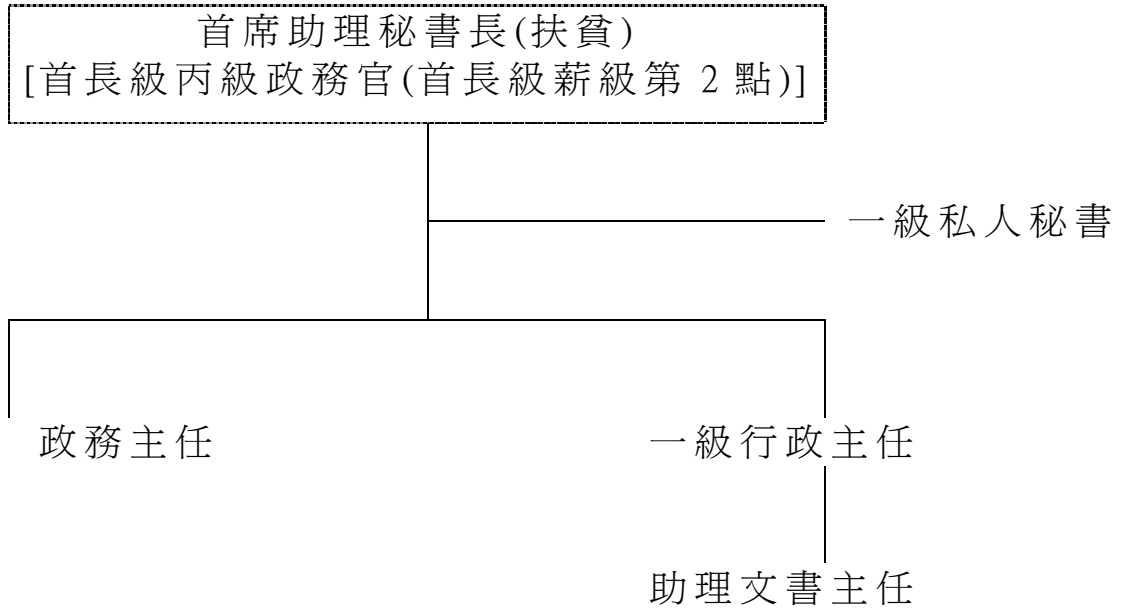 首席助理秘書長(扶貧)
[首長級丙級政務官(首長級薪級第 2 點)]
一級私人秘書
政務主任
一級行政主任
助理文書主任